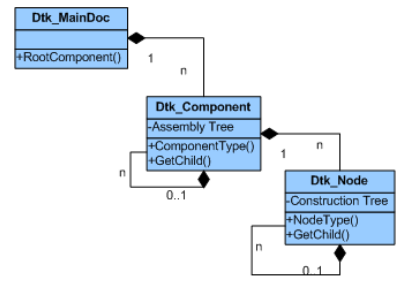 Dtk_MainDoc
+RootComponent()
1
n
Dtk_Component
-Assembly Tree
+ComponentType()
+GetChild()
n
0..1
1
n
Dtk_Node
-Construction Tree
+NodeType()
+GetChild()
n
0..1